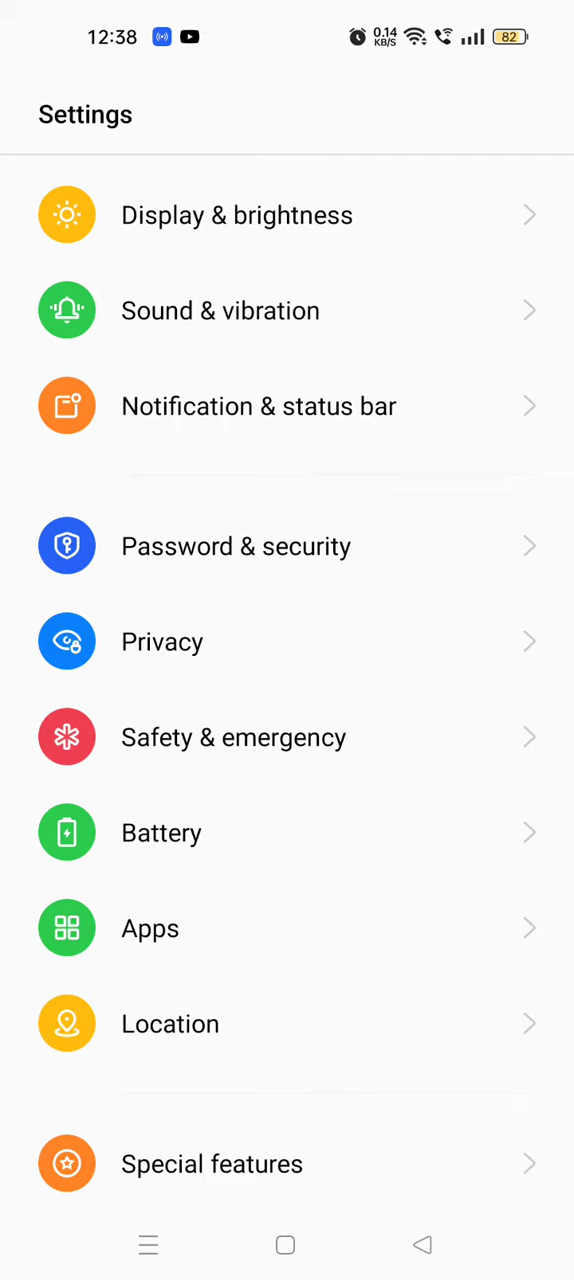 12:38 0.14 KB/S 82
Settings
Display & brightness
Sound & vibration
Notification & status bar
Password & security
Privacy
Safety & emergency
Battery
Apps
Location
Special features